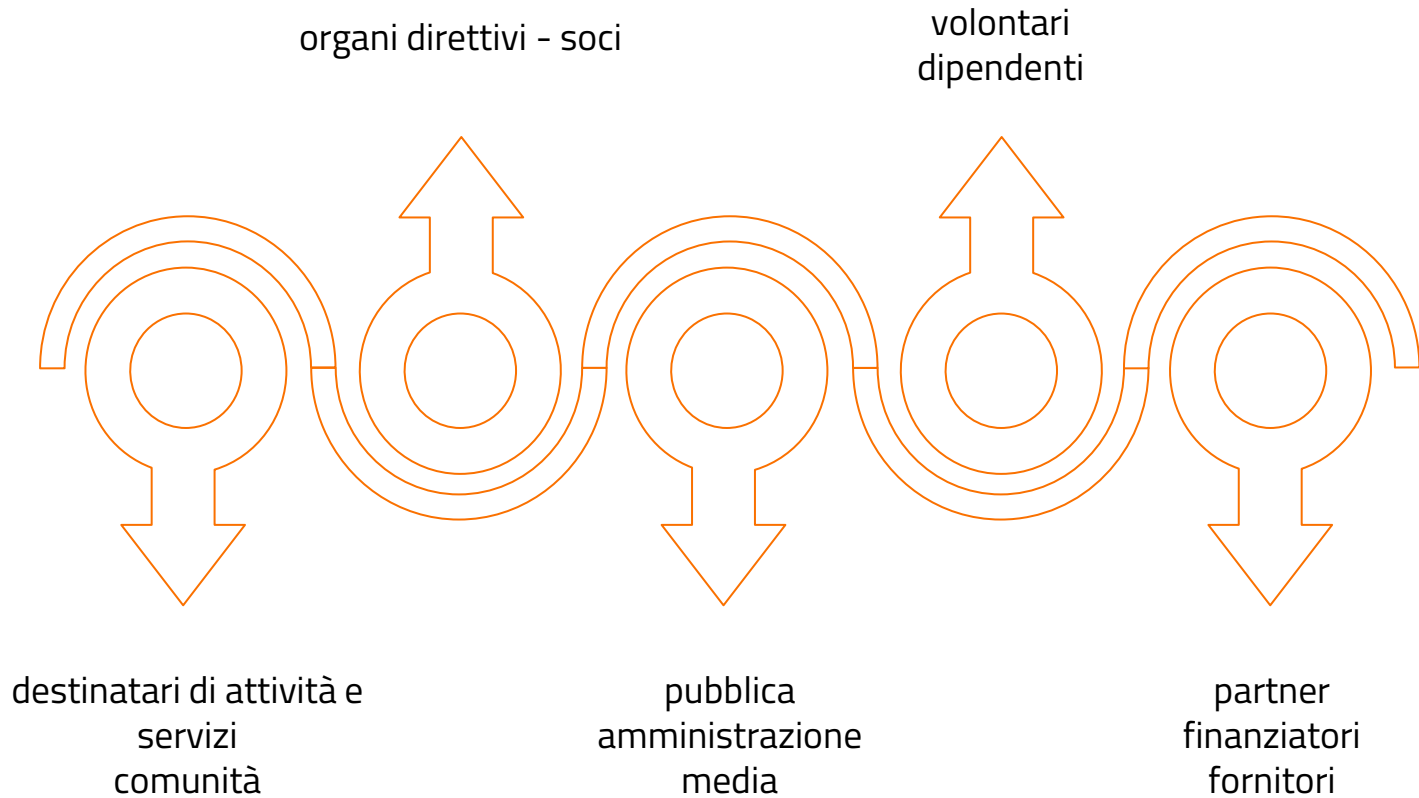 organi direttivi - soci
volontari
dipendenti
destinatari di attività e
servizi
comunità
pubblica
amministrazione
media
partner
finanziatori
fornitori